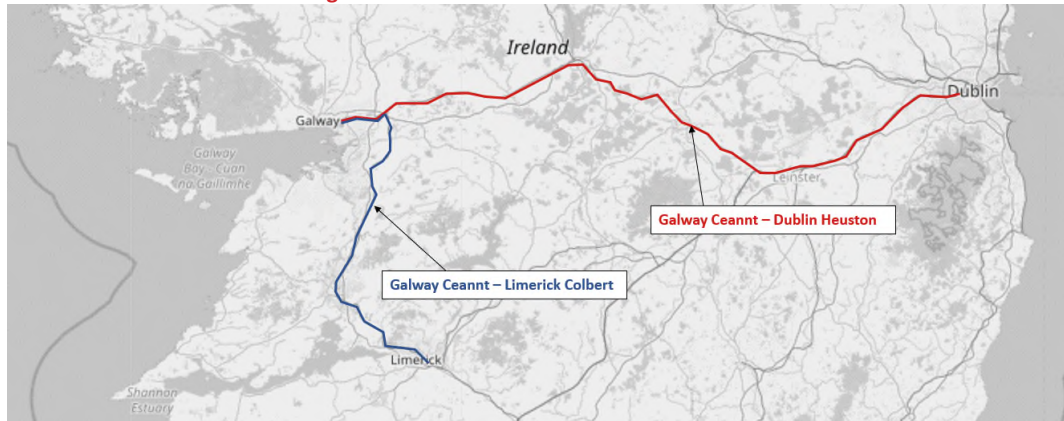 Ireland
Dublin
Galway
Galway
Bay - Cuan
na Gaillimhe
Leinster
Galway Ceannt – Dublin Heuston
Galway Ceannt – Limerick Colbert
Limerick
Shannon
Estuary